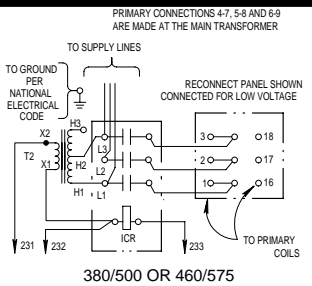 PRIMARY CONNECTIONS 4-7, 5-8 AND 6-9
ARE MADE AT THE MAIN TRANSFORMER
TO SUPPLY LINES
TO GROUND
PER
NATIONAL
ELECTRICAL
CODE
RECONNECT PANEL SHOWN
CONNECTED FOR LOW VOLTAGE
H3
X2
L3
3
18
T2
H2
L2
2
17
X1
H1
L1
1
16
ICR
TO PRIMARY
COILS
231
232
233
380/500 OR 460/575